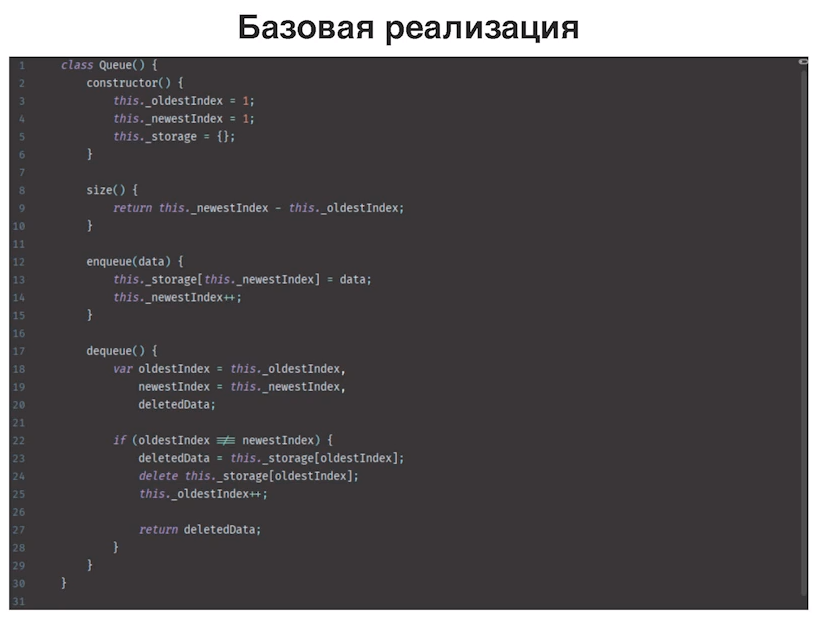 Базовая реализация
1 class Queue() {
2 constructor() {
3 this._oldestIndex = 1;
4 this._newestIndex = 1;
5 this._storage = {};
6 }
7
8 size() {
9 return this._newestIndex - this._oldestIndex;
10 }
11
12 enqueue(data) {
13 this._storage[this._newestIndex] = data;
14 this._newestIndex++;
15 }
16
17 dequeue() {
18 var oldestIndex = this._oldestIndex,
19 newestIndex = this._newestIndex,
20 deletedData;
21
22 if (oldestIndex !== newestIndex) {
23 deletedData = this._storage[oldestIndex];
24 delete this._storage[oldestIndex];
25 this._oldestIndex++;
26
27 return deletedData;
28 }
29 }
30 }
31